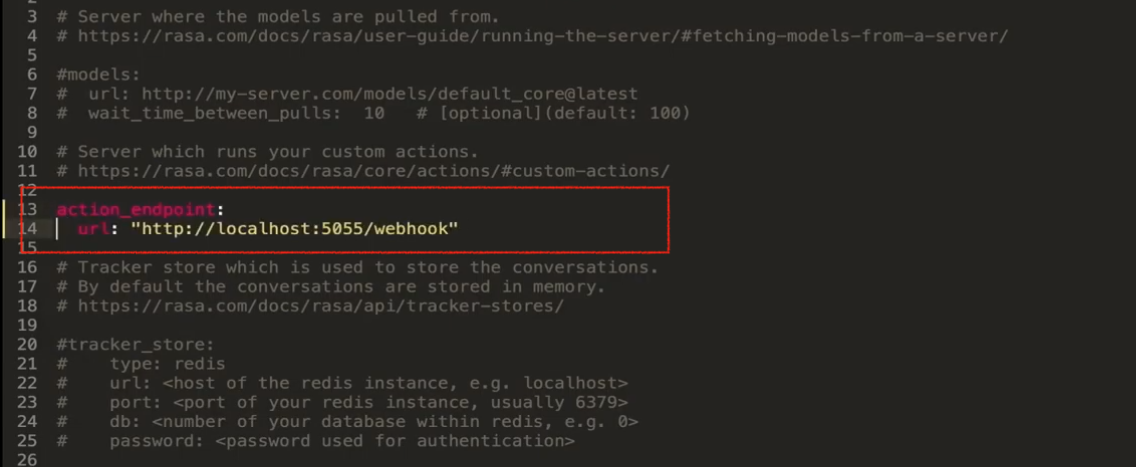 3 # Server where the models are pulled from.
4 # https://rasa.com/docs/rasa/user-guide/running-the-server/#fetching-models-from-a-server/
5
6 #models:
7 #  url: http://my-server.com/models/default_core@latest
8 #  wait_time_between_pulls:  10   # [optional](default: 100)
9
10 # Server which runs your custom actions.
11 # https://rasa.com/docs/rasa/core/actions/#custom-actions/
12
13 action_endpoint:
14   url: "http://localhost:5055/webhook"
15
16 # Tracker store which is used to store the conversations.
17 # By default the conversations are stored in memory.
18 # https://rasa.com/docs/rasa/api/tracker-stores/
19
20 #tracker_store:
21 #    type: redis
22 #    url: <host of the redis instance, e.g. localhost>
23 #    port: <port of your redis instance, usually 6379>
24 #    db: <number of your database within redis, e.g. 0>
25 #    password: <password used for authentication>
26